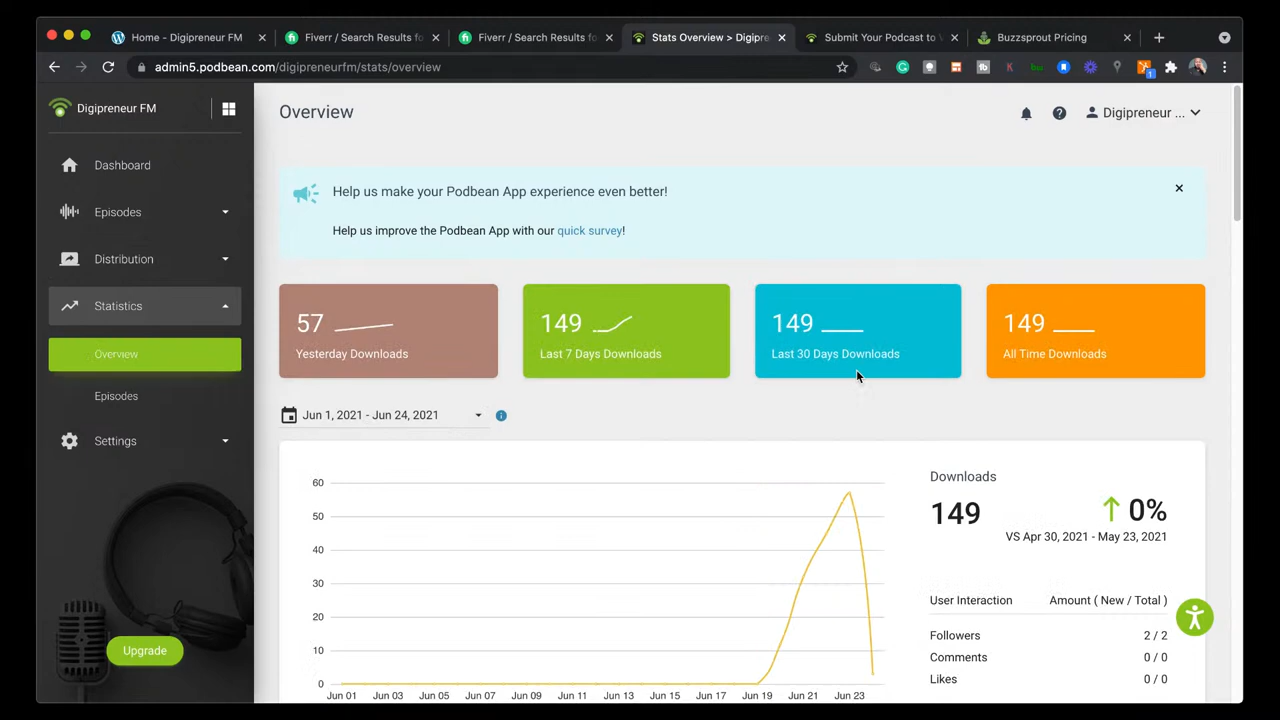 Home - Digipreneur FM
Fiverr / Search Results fo
Fiverr / Search Results fo
Stats Overview > Digipre
Submit Your Podcast to
Buzzsprout Pricing
admin5.podbean.com/digipreneurfm/stats/overview
1
Digipreneur FM
Dashboard
Episodes
Distribution
Statistics
Overview
Episodes
Settings
Upgrade
Overview
Digipreneur ...
Help us make your Podbean App experience even better!
Help us improve the Podbean App with our quick survey!
57
Yesterday Downloads
149
Last 7 Days Downloads
149
Last 30 Days Downloads
149
All Time Downloads
Jun 1, 2021 - Jun 24, 2021
60
50
40
30
20
10
0
Jun 01 Jun 03 Jun 05 Jun 07 Jun 09 Jun 11 Jun 13 Jun 15 Jun 17 Jun 19 Jun 21 Jun 23
Downloads
149
0%
VS Apr 30, 2021 - May 23, 2021
User Interaction Amount ( New / Total )
Followers 2 / 2
Comments 0 / 0
Likes 0 / 0